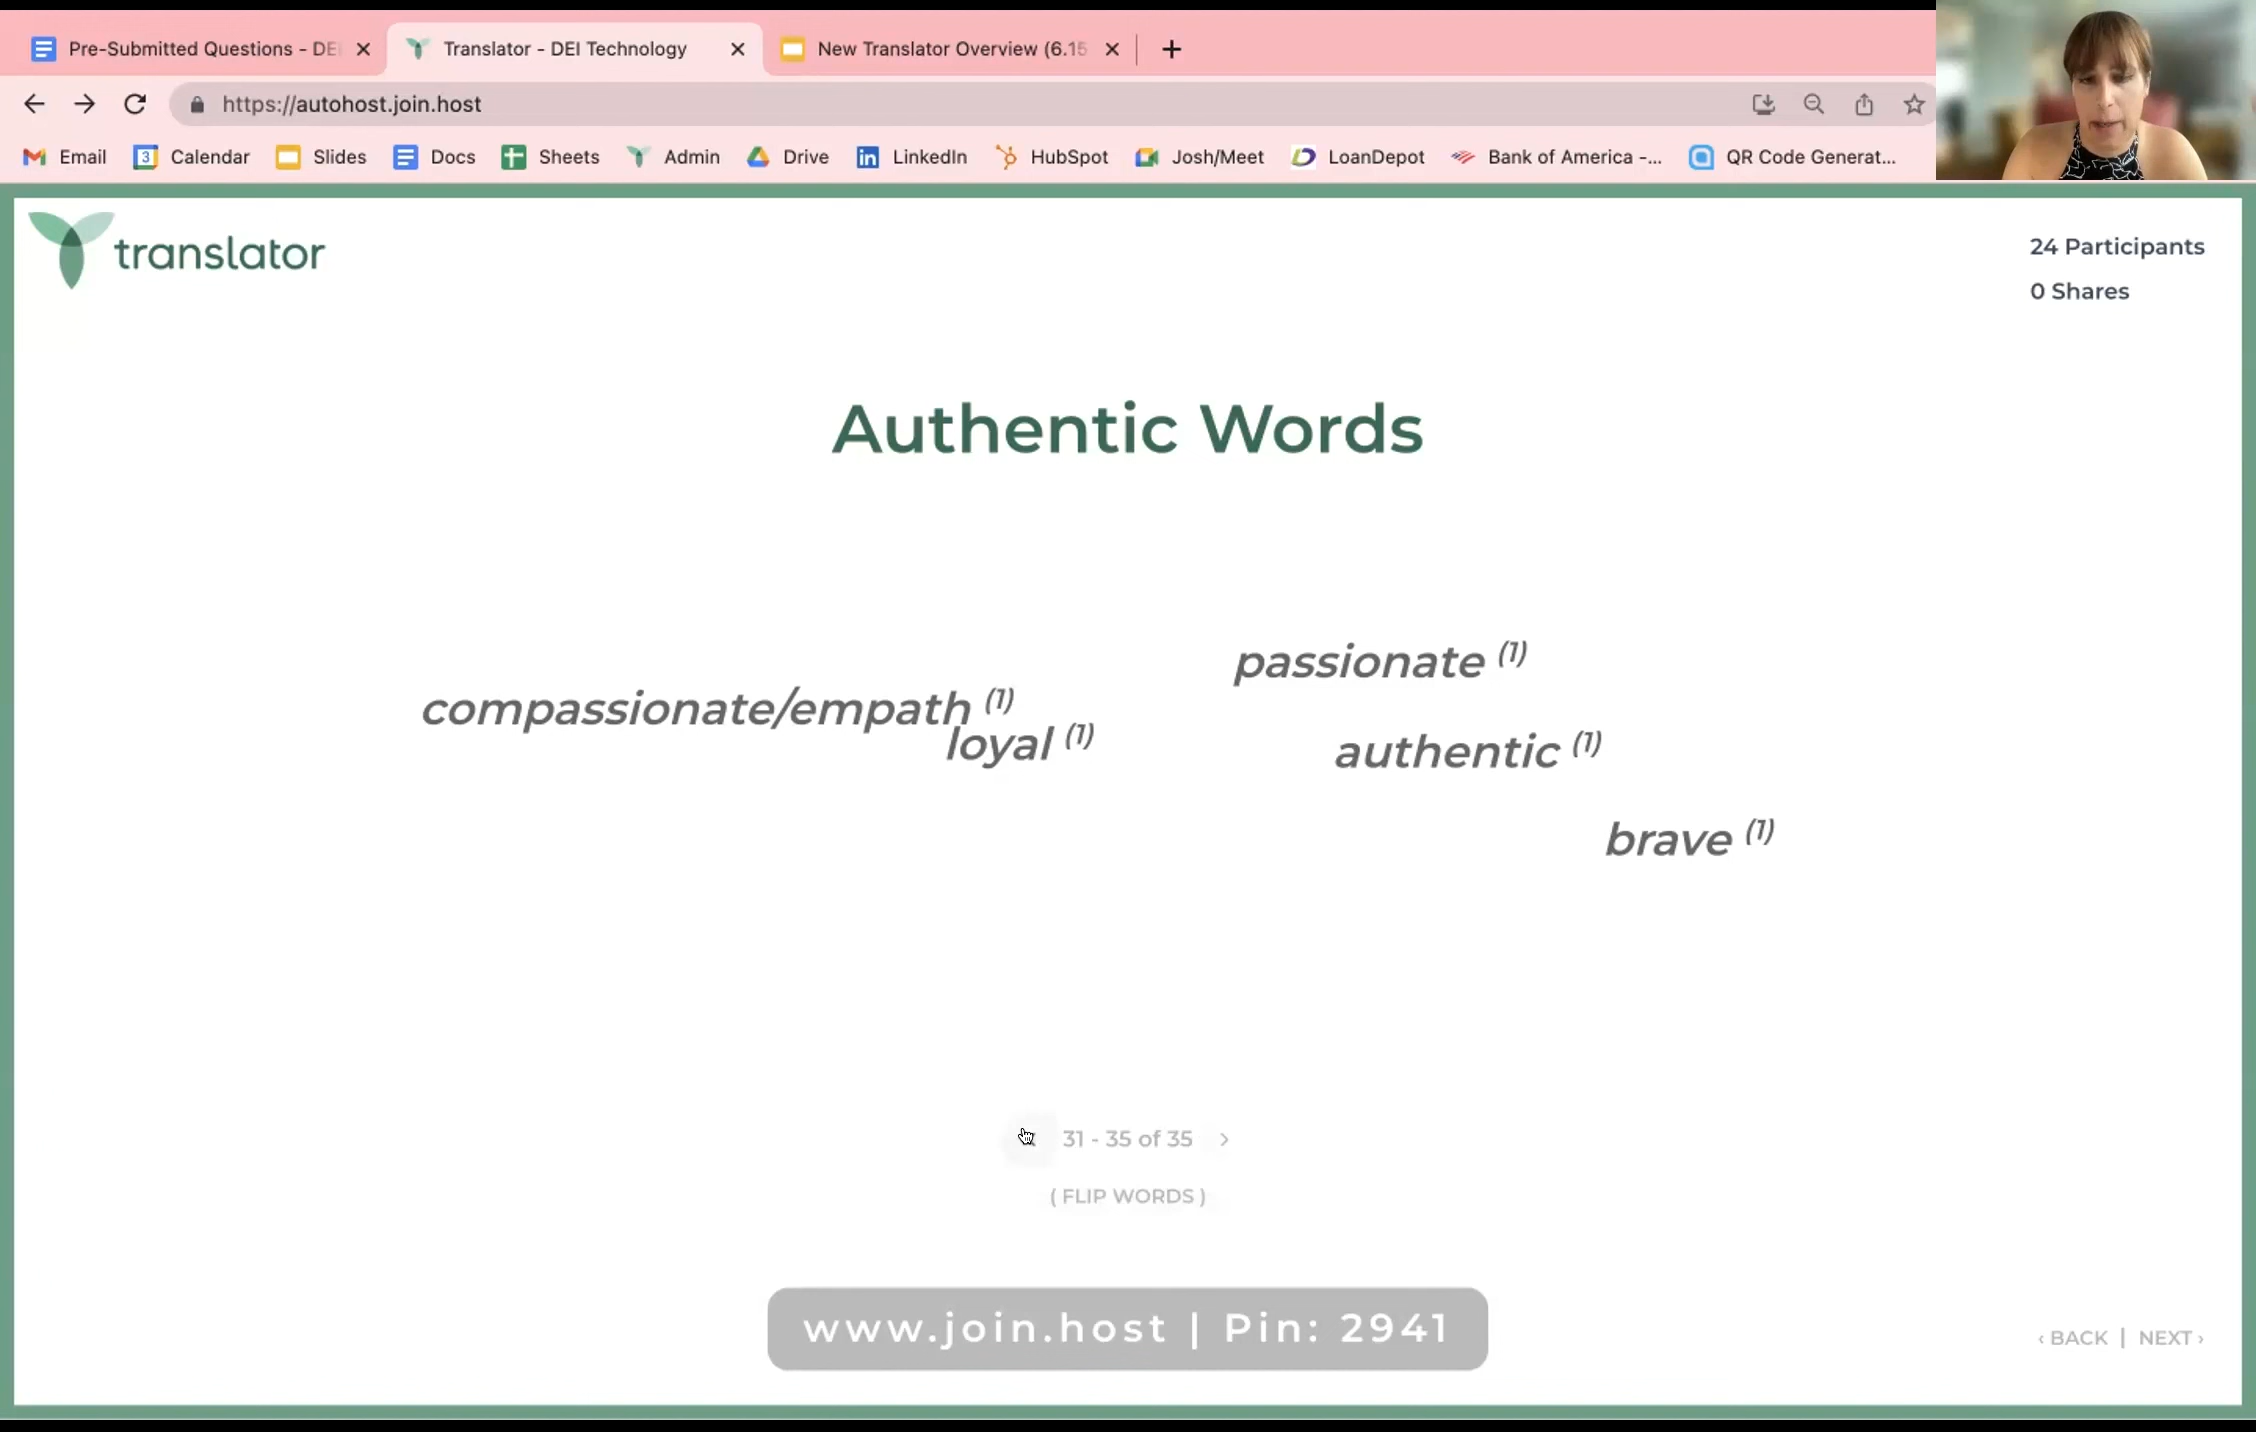 Pre-Submitted Questions - DEI
Translator - DEI Technology
New Translator Overview (6.15
https://autohost.join.host
Email
3
Calendar
Slides
Docs
Sheets
Admin
Drive
in
LinkedIn
HubSpot
Josh/Meet
LoanDepot
Bank of America -...
QR Code Generat...
translator
24 Participants
0 Shares
Authentic Words
passionate (1)
compassionate/empath (1)
loyal (1)
authentic (1)
brave (1)
31 - 35 of 35 ›
( FLIP WORDS )
www.join.host | Pin: 2941
‹ BACK | NEXT ›